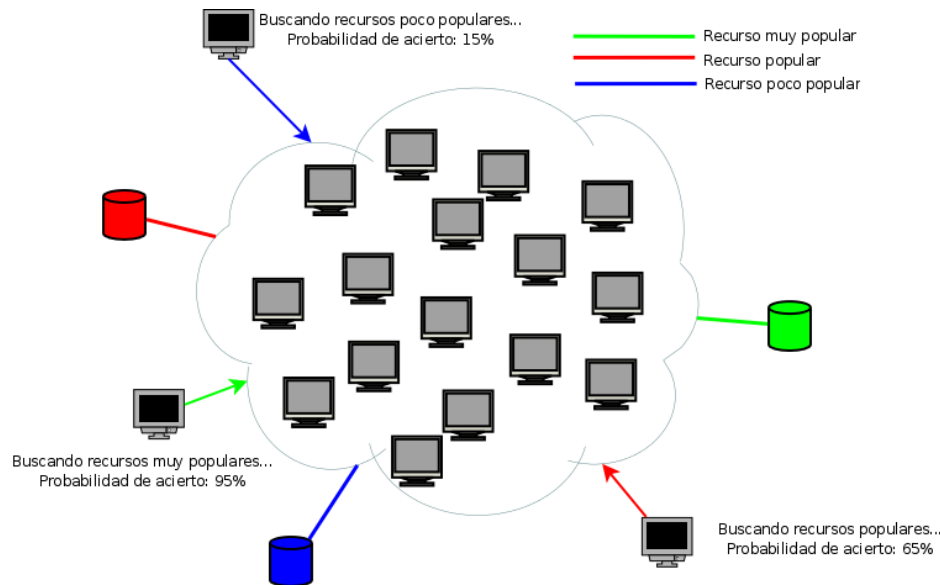 Buscando recursos poco populares...
Probabilidad de acierto: 15%
Recurso muy popular
Recurso popular
Recurso poco popular
Buscando recursos muy populares...
Probabilidad de acierto: 95%
Buscando recursos populares...
Probabilidad de acierto: 65%